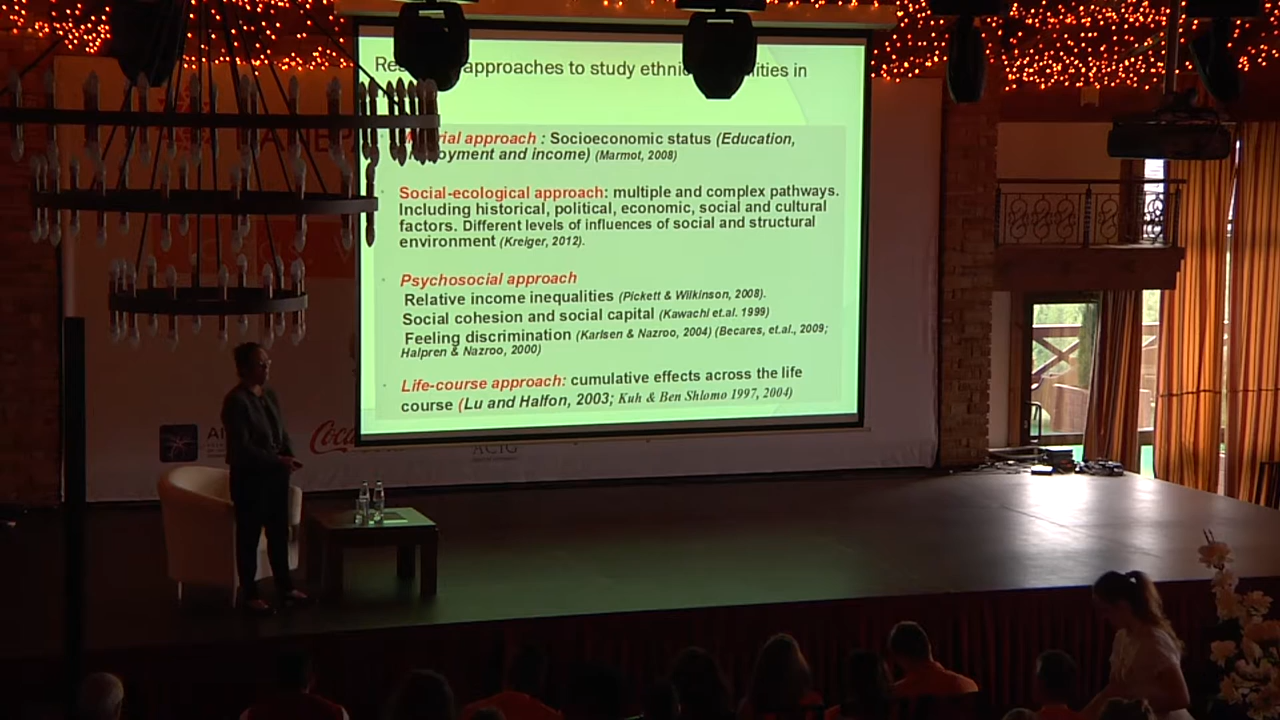 approaches to study ethnic in
approach : Socioeconomic status (Education,
and income) (Marmot, 2008)
Social-ecological approach: multiple and complex pathways.
Including historical, political, economic, social and cultural
factors. Different levels of influences of social and structural
environment (Kreiger, 2012).
Psychosocial approach
Relative income inequalities (Pickett & Wilkinson, 2008).
Social cohesion and social capital (Kawachi et.al. 1999)
Feeling discrimination (Karlsen & Nazroo, 2004) (Becares, et.al., 2009;
Halpren & Nazroo, 2000)
Life-course approach: cumulative effects across the life
course (Lu and Halfon, 2003; Kuh & Ben Shlomo 1997, 2004)
ACIG